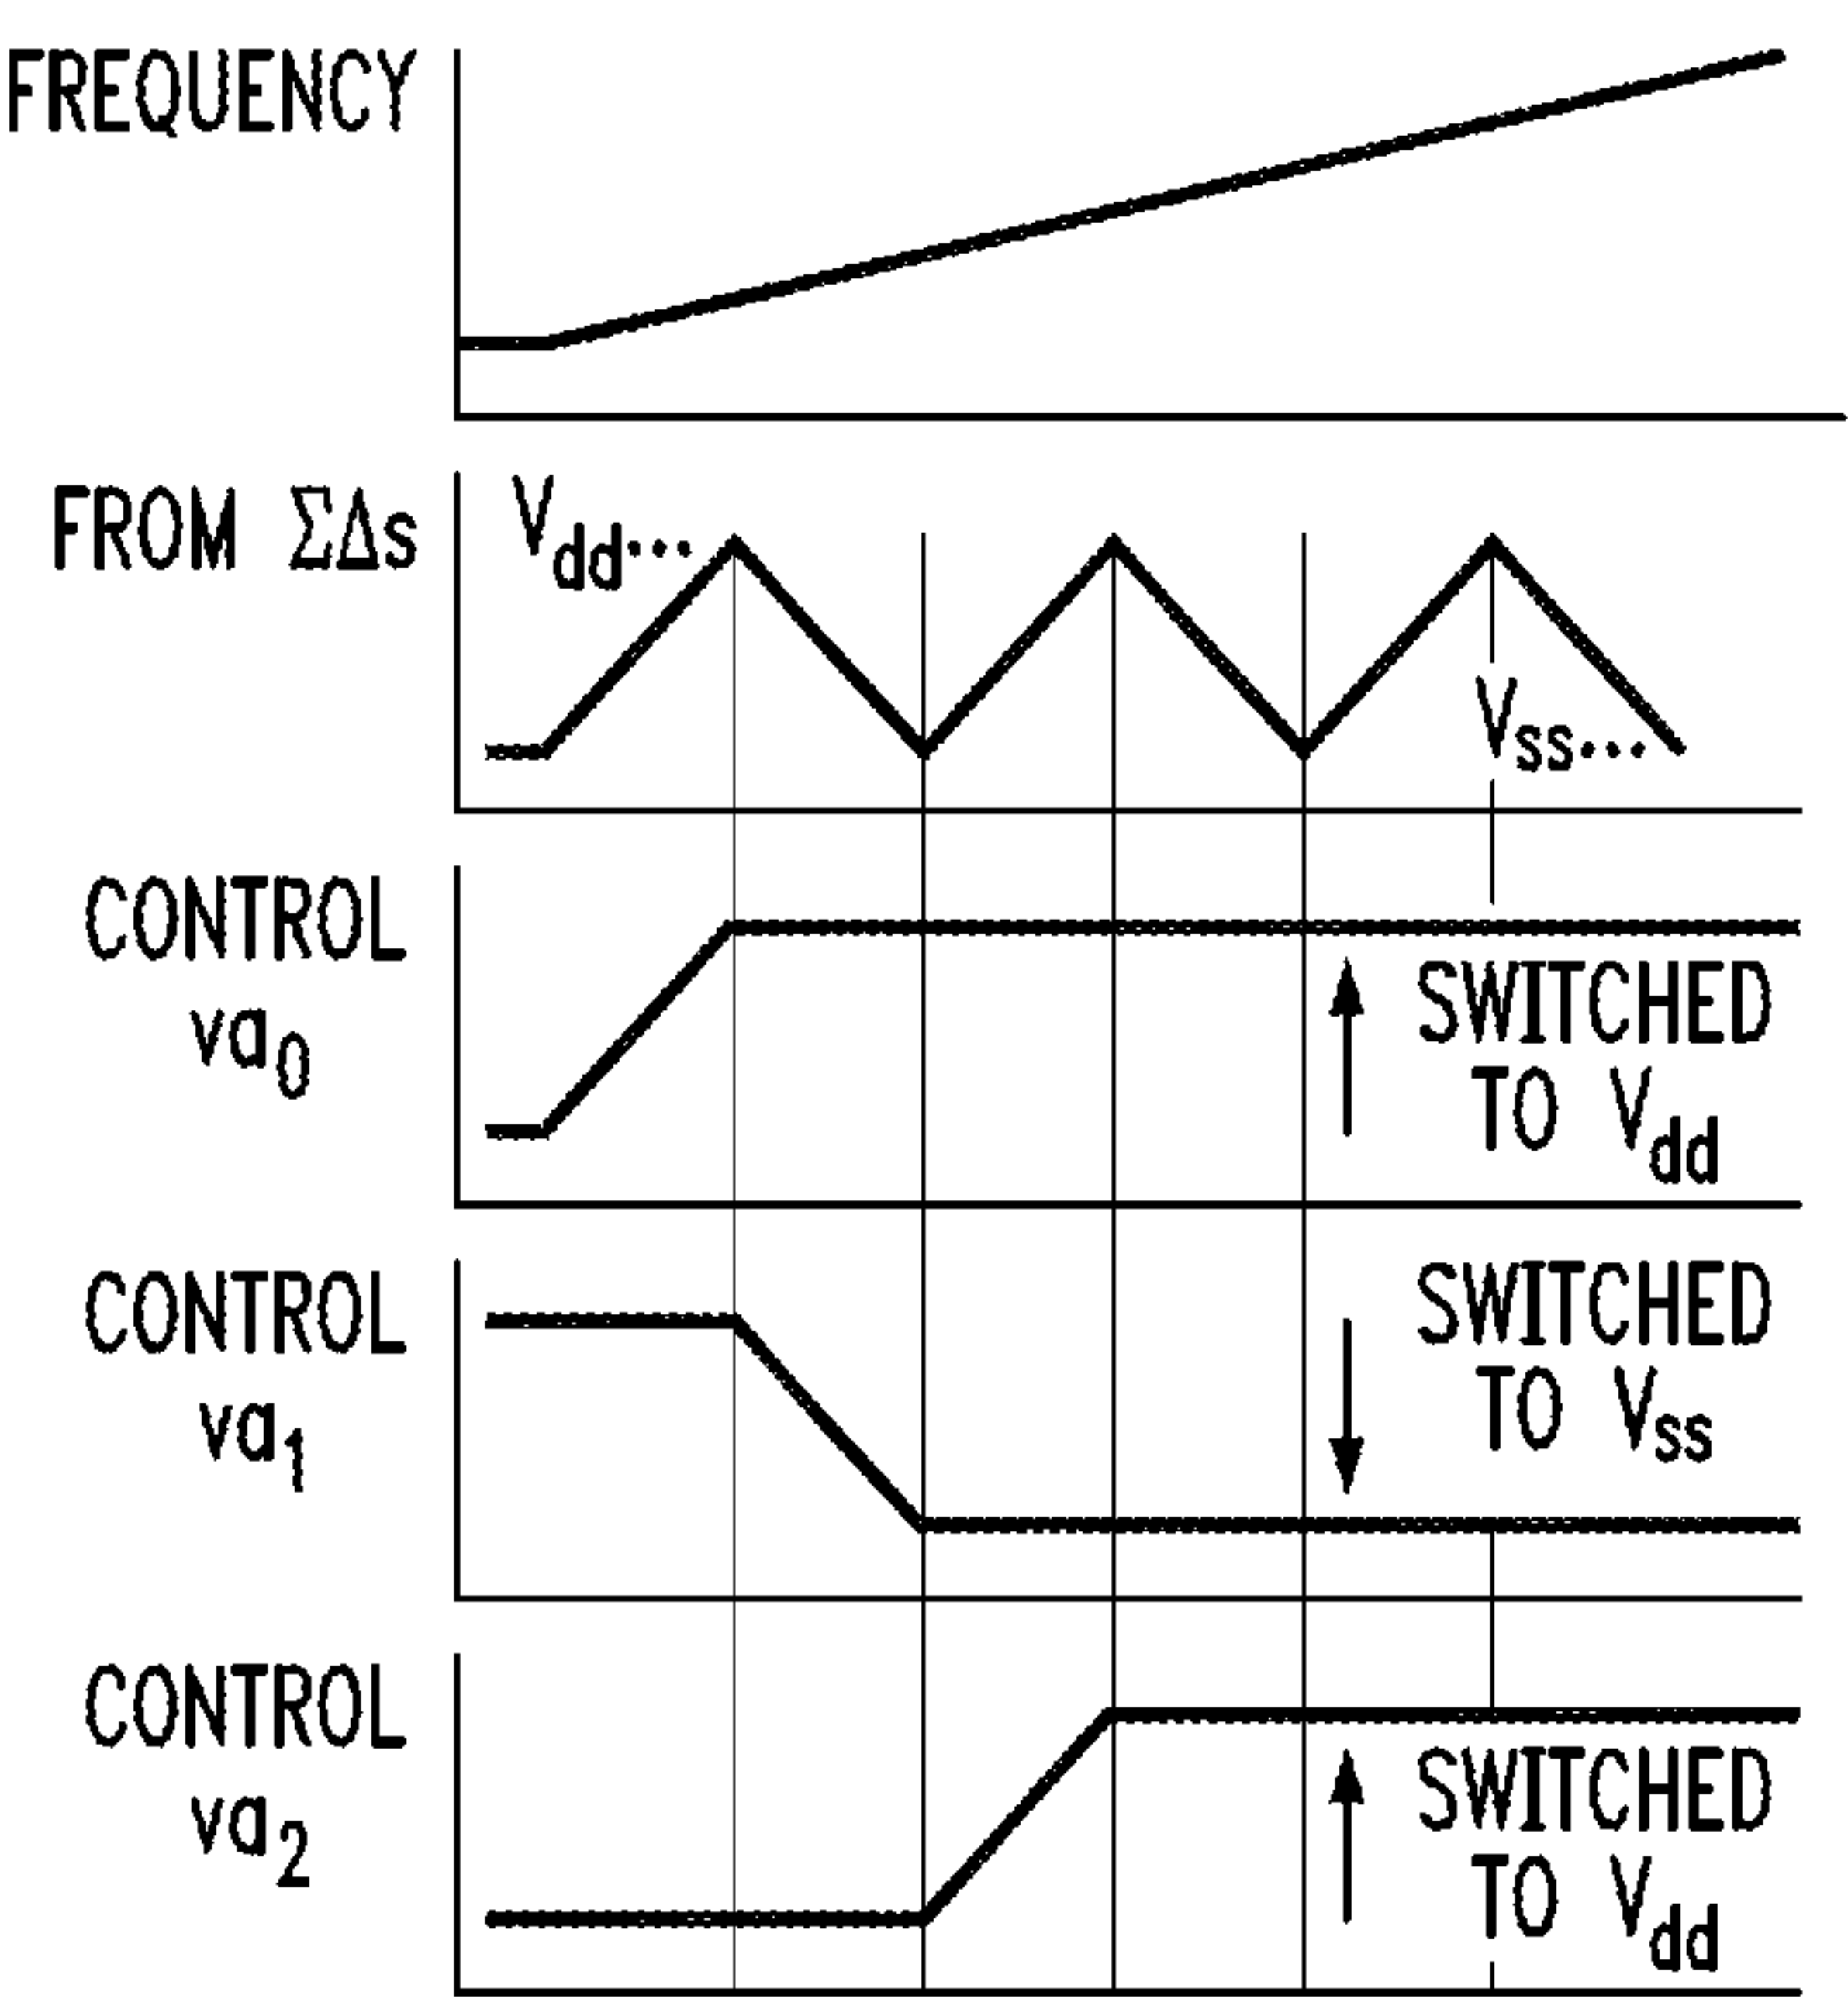 FREQUENCY
FROM ΣΔs
Vdd...
Vss...
CONTROL
va0
SWITCHED
TO Vdd
CONTROL
va1
SWITCHED
TO Vss
CONTROL
va2
SWITCHED
TO Vdd